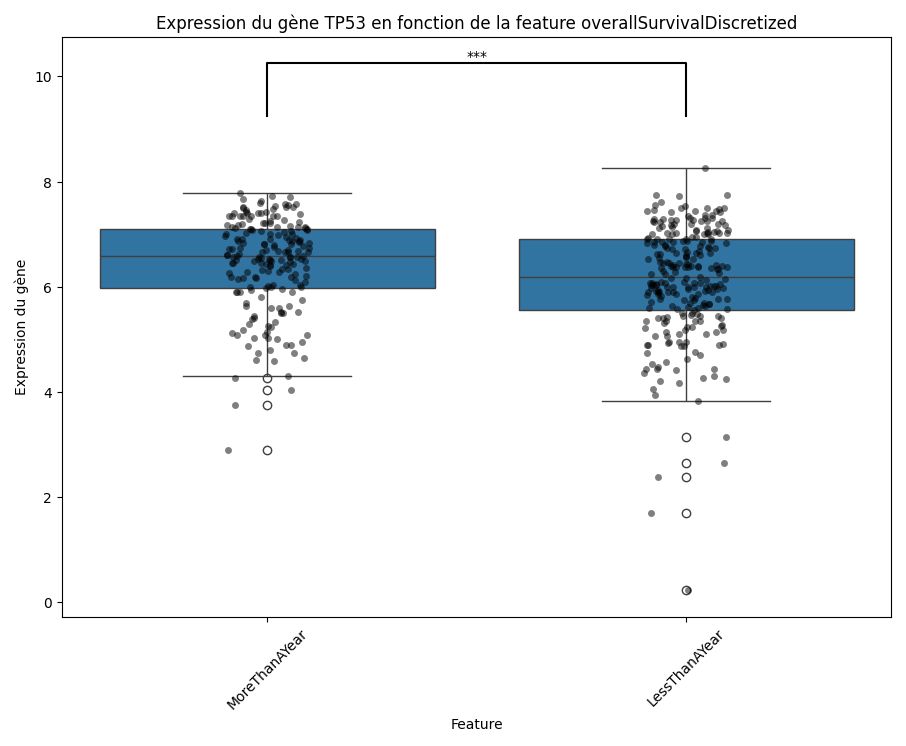 Expression du gène TP53 en fonction de la feature overallSurvivalDiscretized
***
10
8
6
4
2
0
Expression du gène
MoreThanAYear
LessThanAYear
Feature